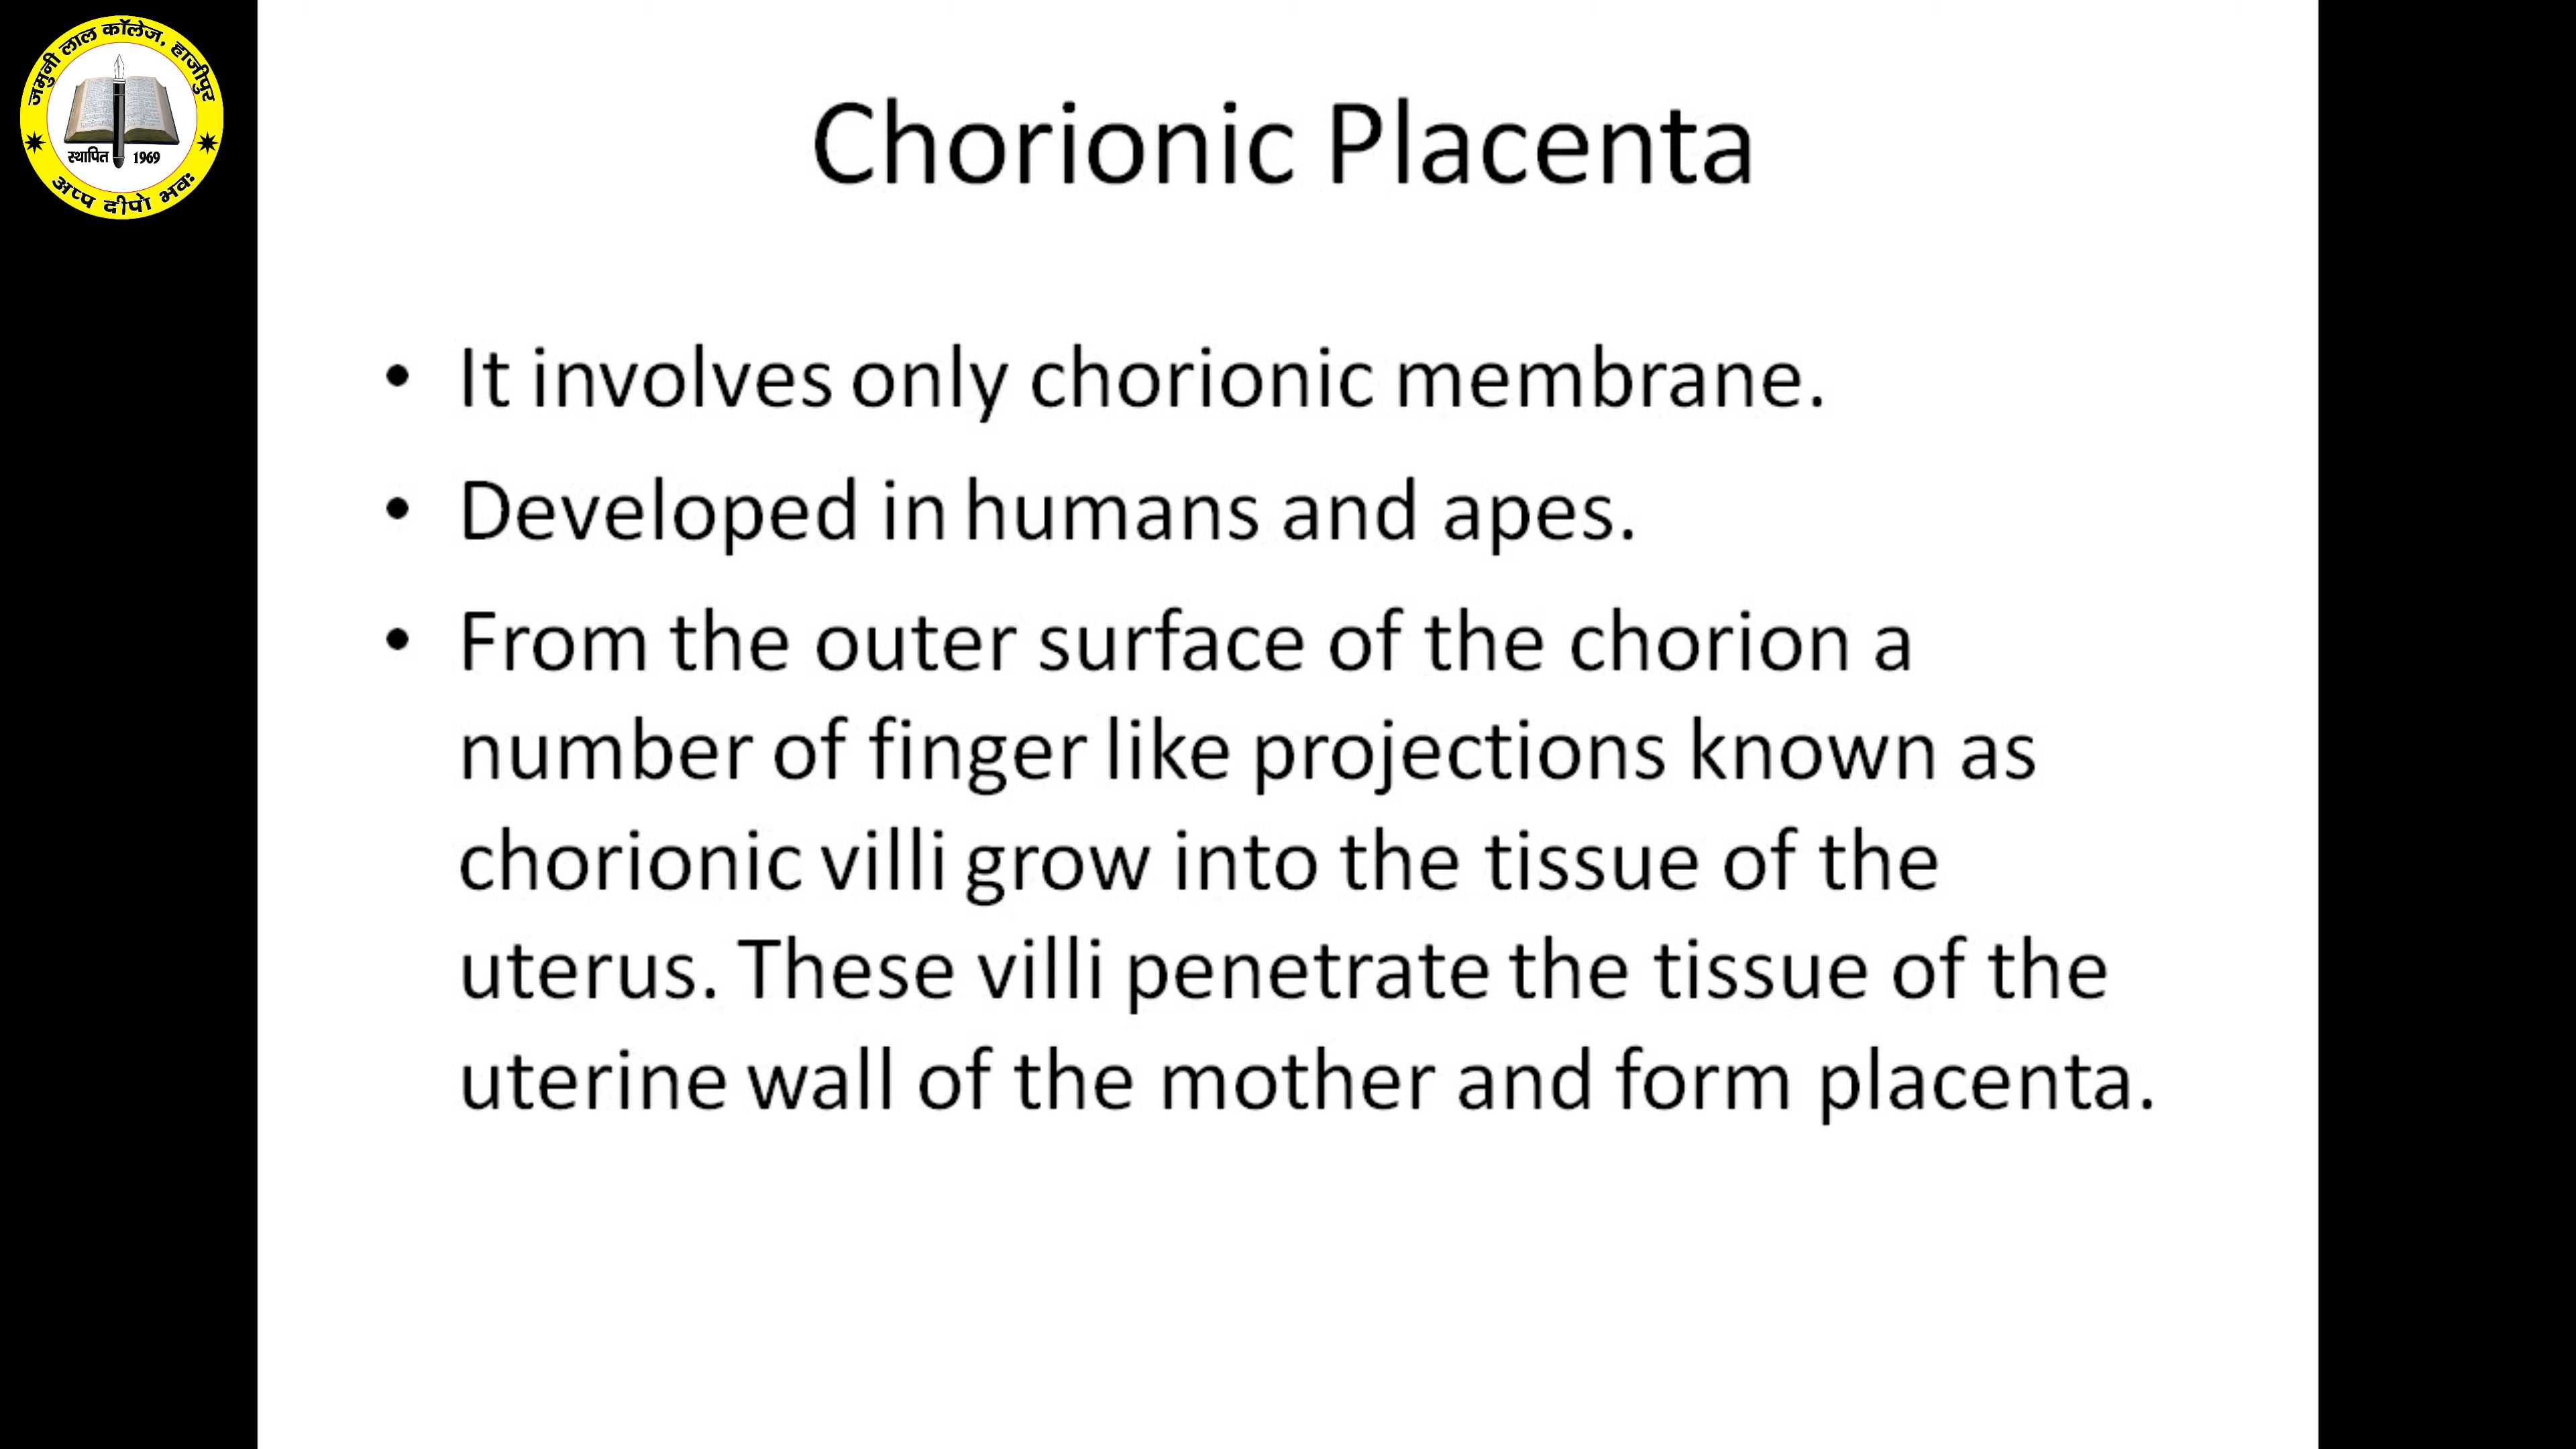 जमुनी लाल कॉलेज, हाजीपुर
स्थापित 1969
अप्प दीपो भवः
Chorionic Placenta
• It involves only chorionic membrane.
• Developed in humans and apes.
• From the outer surface of the chorion a
number of finger like projections known as
chorionic villi grow into the tissue of the
uterus. These villi penetrate the tissue of the
uterine wall of the mother and form placenta.